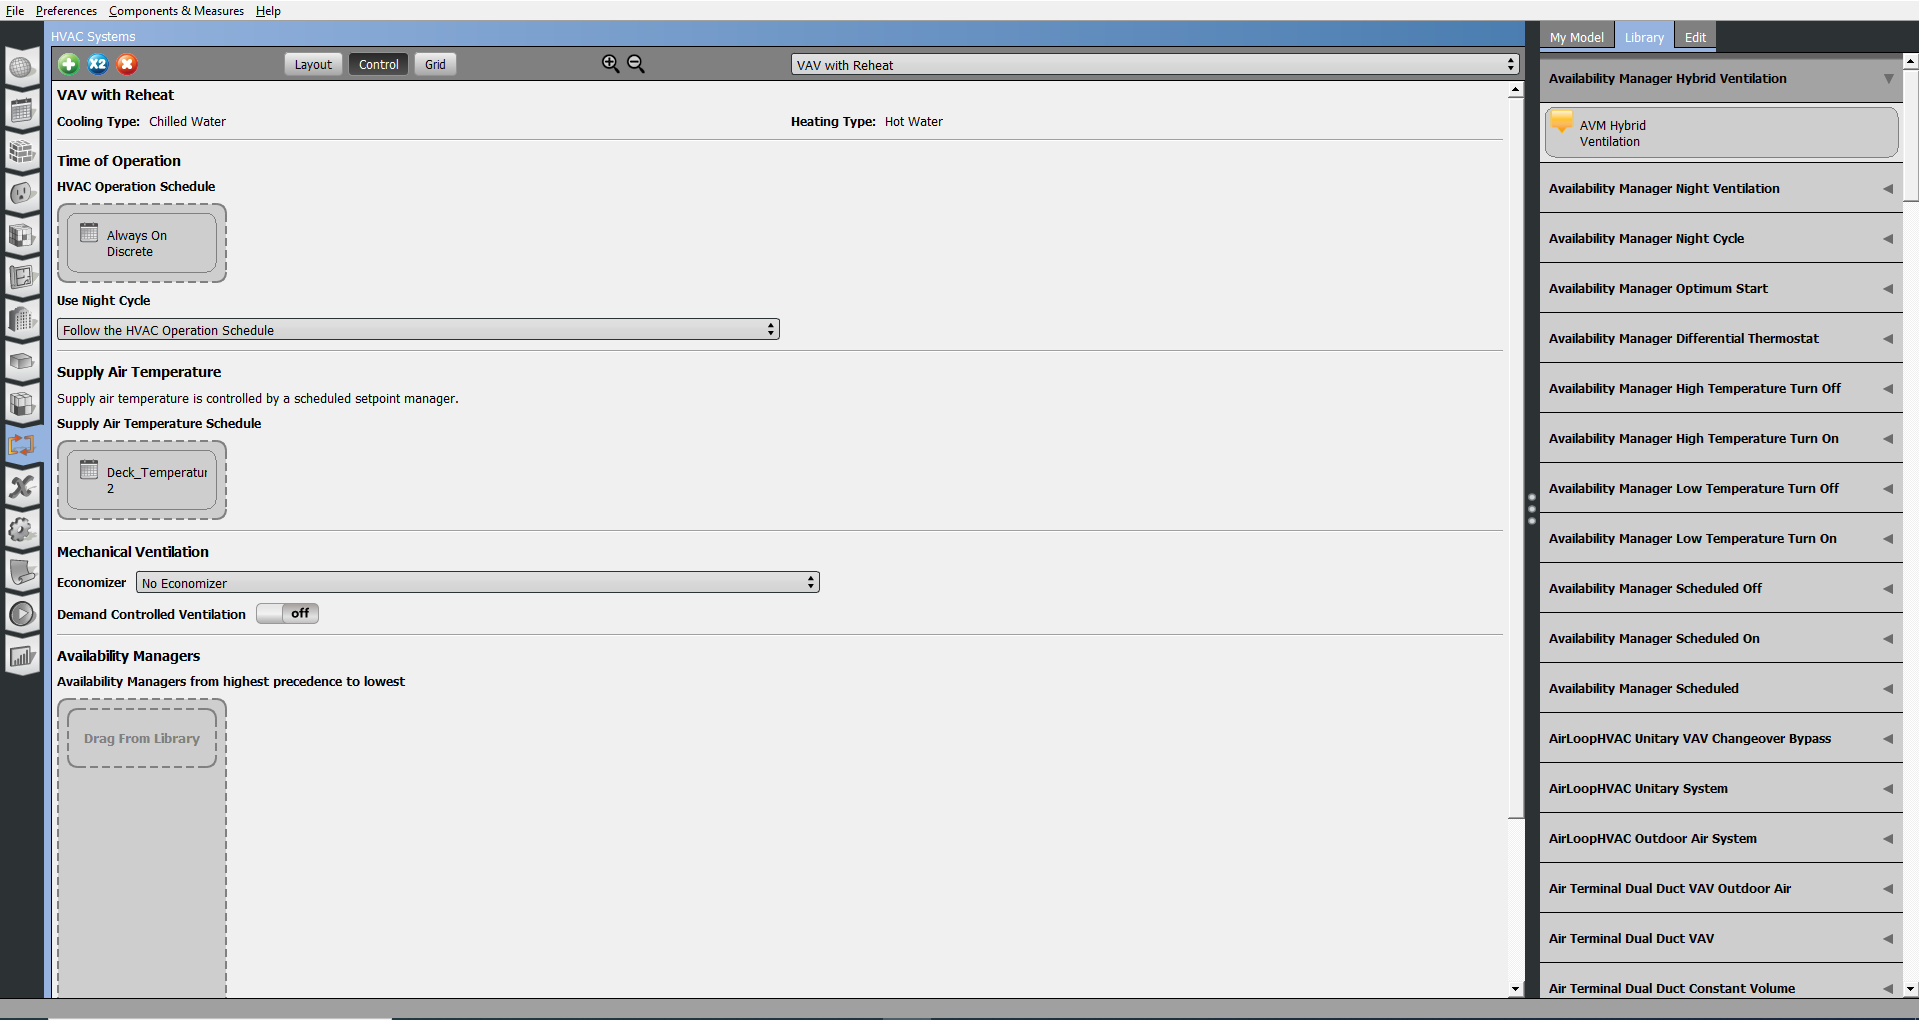 File Preferences Components & Measures Help
HVAC Systems
X2
Layout Control Grid
VAV with Reheat
My Model Library Edit
VAV with Reheat
Cooling Type: Chilled Water
Heating Type: Hot Water
Time of Operation
HVAC Operation Schedule
Always On
Discrete
Use Night Cycle
Follow the HVAC Operation Schedule
Supply Air Temperature
Supply air temperature is controlled by a scheduled setpoint manager.
Supply Air Temperature Schedule
Deck_Temperatur
2
Mechanical Ventilation
Economizer No Economizer
Demand Controlled Ventilation off
Availability Managers
Availability Managers from highest precedence to lowest
Drag From Library
Availability Manager Hybrid Ventilation
AVM Hybrid
Ventilation
Availability Manager Night Ventilation
Availability Manager Night Cycle
Availability Manager Optimum Start
Availability Manager Differential Thermostat
Availability Manager High Temperature Turn Off
Availability Manager High Temperature Turn On
Availability Manager Low Temperature Turn Off
Availability Manager Low Temperature Turn On
Availability Manager Scheduled Off
Availability Manager Scheduled On
Availability Manager Scheduled
AirLoopHVAC Unitary VAV Changeover Bypass
AirLoopHVAC Unitary System
AirLoopHVAC Outdoor Air System
Air Terminal Dual Duct VAV Outdoor Air
Air Terminal Dual Duct VAV
Air Terminal Dual Duct Constant Volume